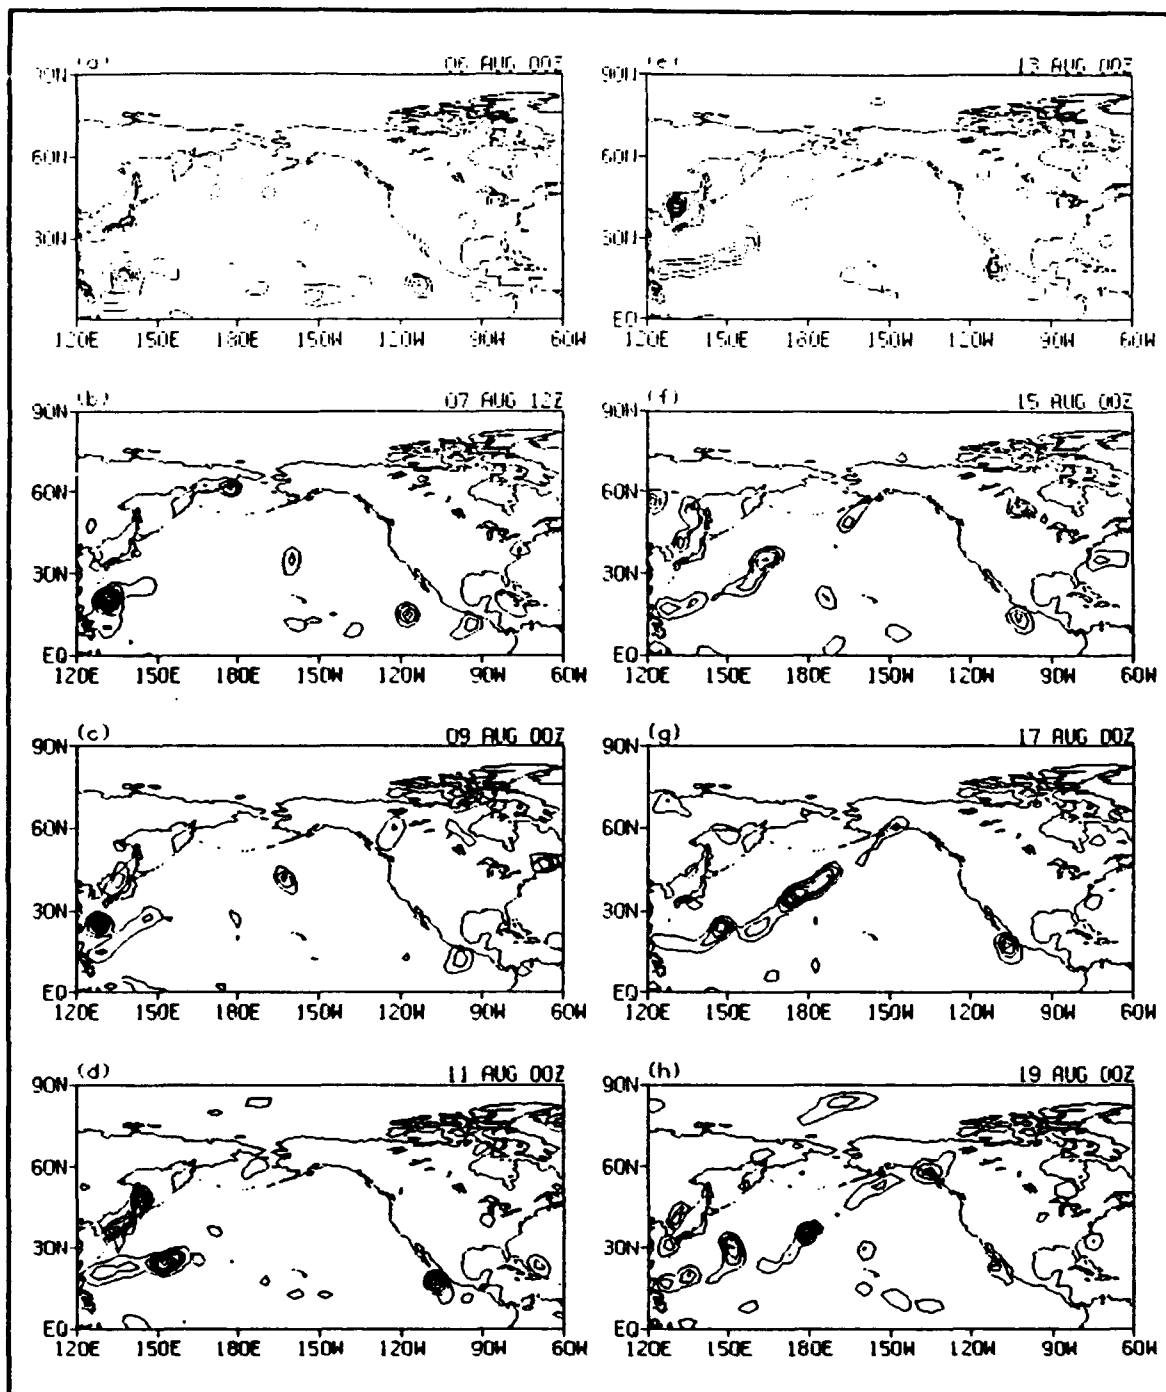 (a) 06 AUG 00Z
90N
60N
30N
EQ
120E 150E 180E 150W 120W 90W 60W
(b) 07 AUG 12Z
90N
60N
30N
EQ
120E 150E 180E 150W 120W 90W 60W
(c) 09 AUG 00Z
90N
60N
30N
EQ
120E 150E 180E 150W 120W 90W 60W
(d) 11 AUG 00Z
90N
60N
30N
EQ
120E 150E 180E 150W 120W 90W 60W
(e) 13 AUG 00Z
90N
60N
30N
EQ
120E 150E 180E 150W 120W 90W 60W
(f) 15 AUG 00Z
90N
60N
30N
EQ
120E 150E 180E 150W 120W 90W 60W
(g) 17 AUG 00Z
90N
60N
30N
EQ
120E 150E 180E 150W 120W 90W 60W
(h) 19 AUG 00Z
90N
60N
30N
EQ
120E 150E 180E 150W 120W 90W 60W